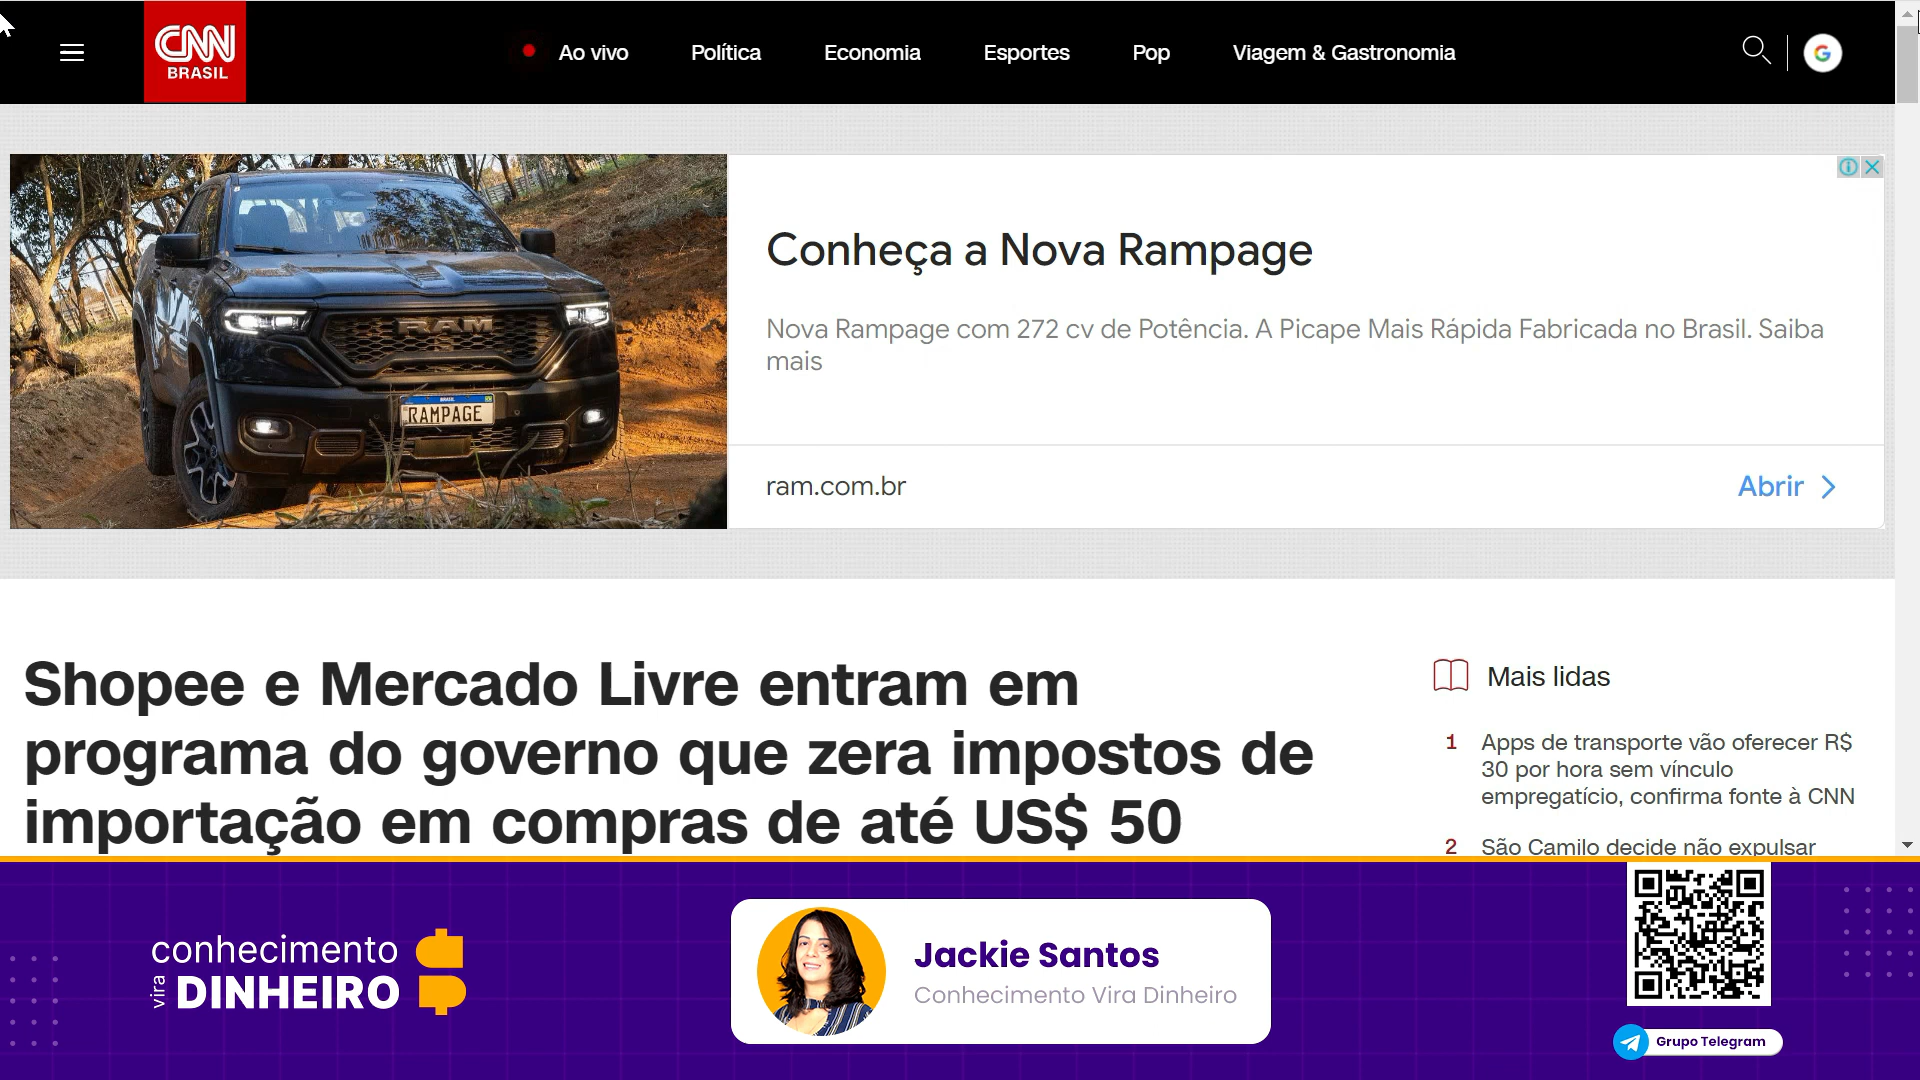 CNN
BRASIL
Ao vivo
Política
Economia
Esportes
Pop
Viagem & Gastronomia
G
RAM
BRASIL
RAMPAGE
Conheça a Nova Rampage
Nova Rampage com 272 cv de Potência. A Picape Mais Rápida Fabricada no Brasil. Saiba
mais
ram.com.br
Abrir
Shopee e Mercado Livre entram em
programa do governo que zera impostos de
importação em compras de até US$ 50
Mais lidas
1 Apps de transporte vão oferecer R$
30 por hora sem vínculo
empregatício, confirma fonte à CNN
2 São Camilo decide não expulsar
conhecimento
vira DINHEIRO
Jackie Santos
Conhecimento Vira Dinheiro
Grupo Telegram